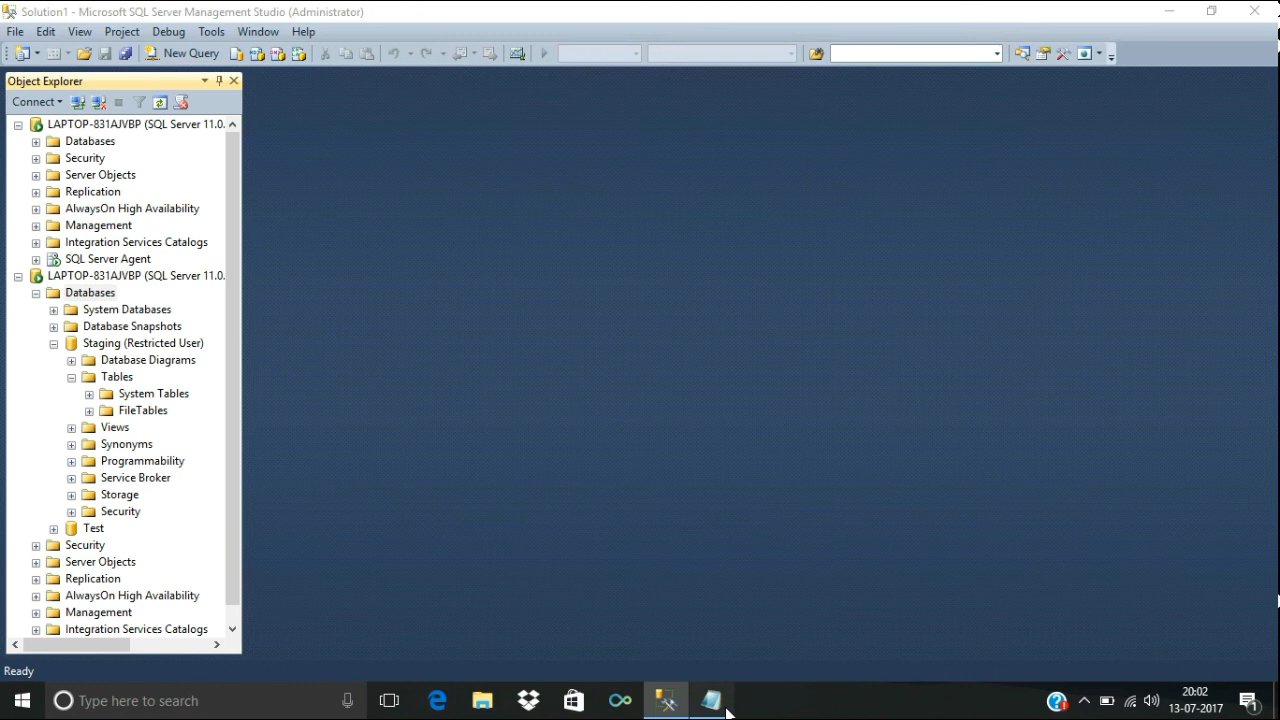 Solution1 - Microsoft SQL Server Management Studio (Administrator)
File Edit View Project Debug Tools Window Help
New Query
Object Explorer
Connect
LAPTOP-831AJVBP (SQL Server 11.0.
Databases
Security
Server Objects
Replication
AlwaysOn High Availability
Management
Integration Services Catalogs
SQL Server Agent
LAPTOP-831AJVBP (SQL Server 11.0.
Databases
System Databases
Database Snapshots
Staging (Restricted User)
Database Diagrams
Tables
System Tables
FileTables
Views
Synonyms
Programmability
Service Broker
Storage
Security
Test
Security
Server Objects
Replication
AlwaysOn High Availability
Management
Integration Services Catalogs
Ready
Type here to search
20:02
13-07-2017
1